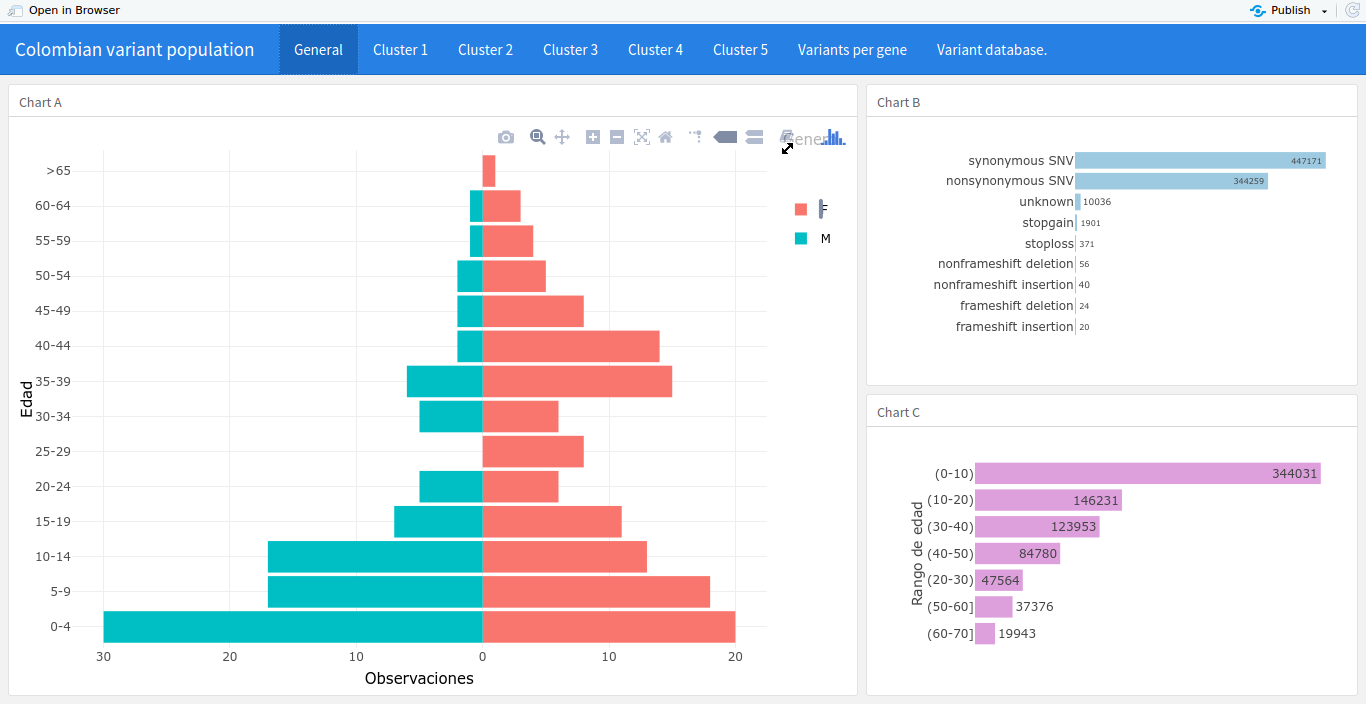 Open in Browser
Publish
Colombian variant population
General
Cluster 1
Cluster 2
Cluster 3
Cluster 4
Cluster 5
Variants per gene
Variant database.
Chart A
Gener
>65
60-64
55-59
50-54
45-49
40-44
35-39
30-34
25-29
20-24
15-19
10-14
5-9
0-4
Edad
30
20
10
0
10
20
Observaciones
F
M
Chart B
synonymous SNV 447171
nonsynonymous SNV 344259
unknown 10036
stopgain 1901
stoploss 371
nonframeshift deletion 56
nonframeshift insertion 40
frameshift deletion 24
frameshift insertion 20
Chart C
Rango de edad
(0-10) 344031
(10-20) 146231
(30-40) 123953
(40-50) 84780
(20-30) 47564
(50-60] 37376
(60-70] 19943